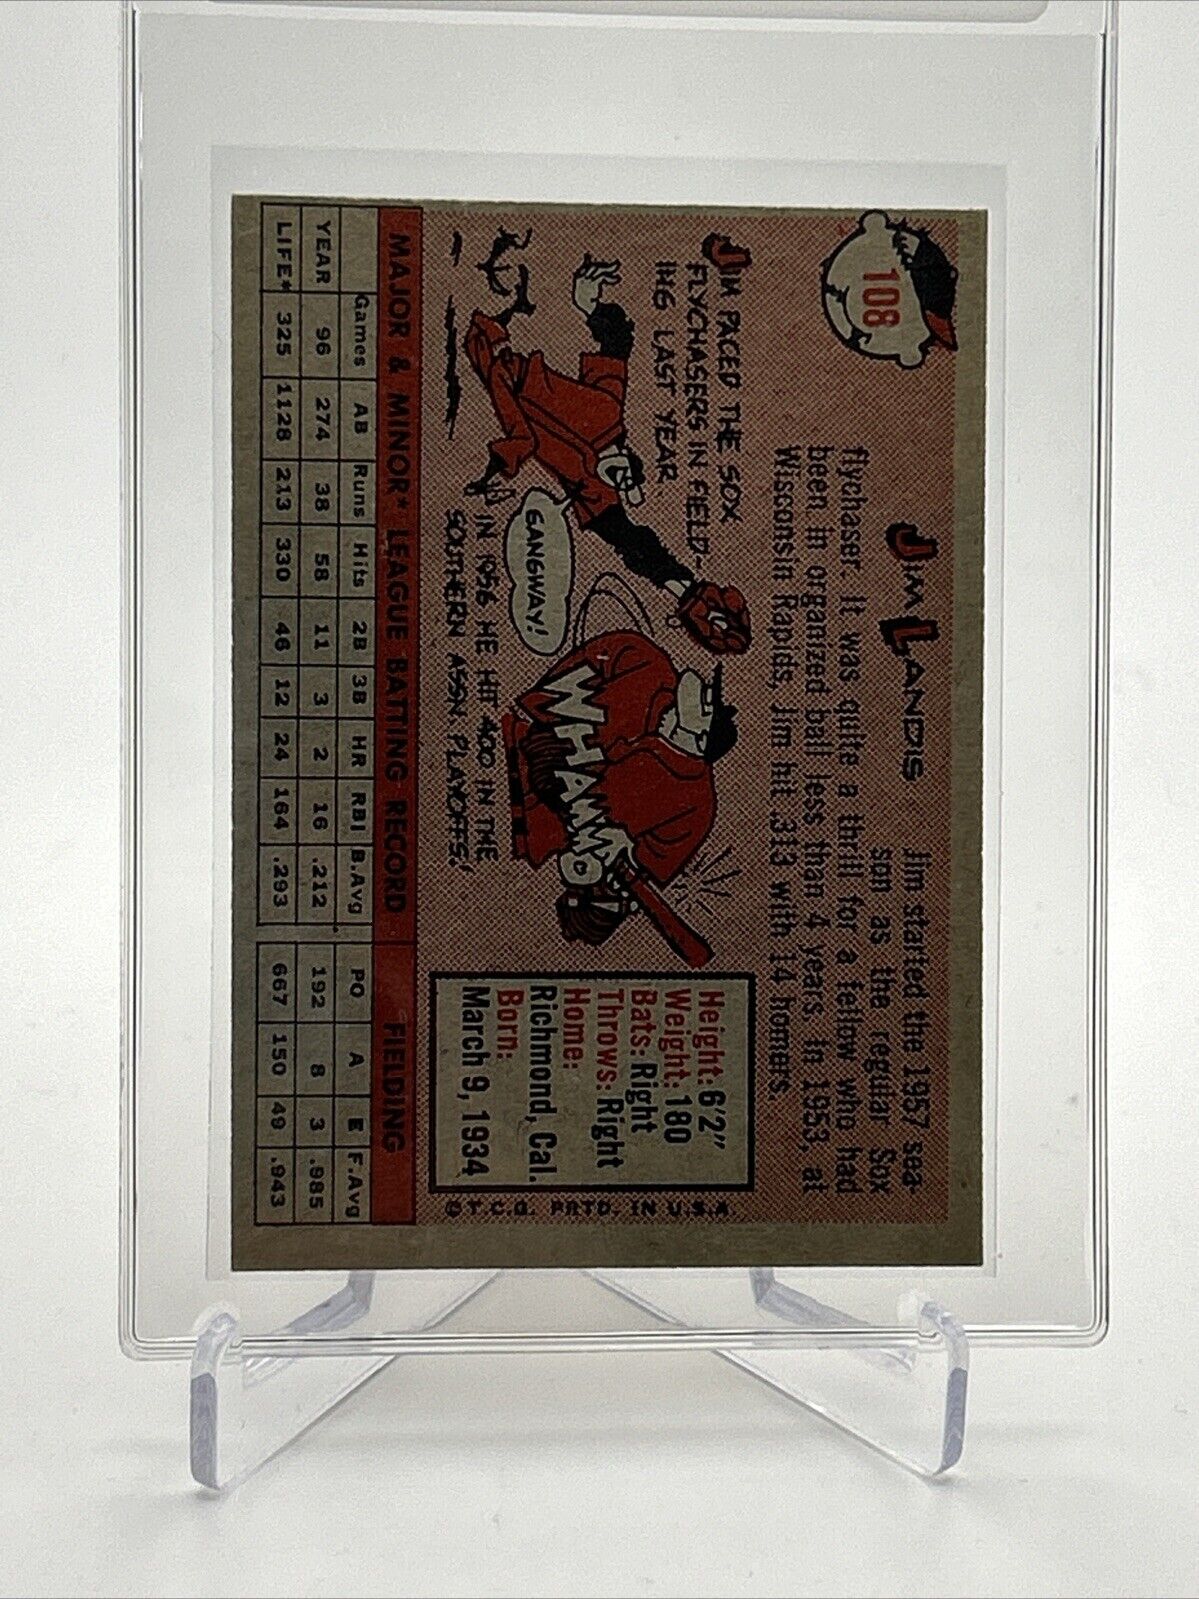 108
JIM LANDIS
Jim started the 1957 sea-
son as the regular Sox
flychaser. It was quite a thrill for a fellow who had
been in organized ball less than 4 years. In 1953, at
Wisconsin Rapids, Jim hit .313 with 14 homers.
JIM PACED THE SOX
FLYCHASERS IN FIELD-
ING LAST YEAR.
GANGWAY!
WHAMMO
IN 1956 HE HIT .400 IN THE
SOUTHERN ASSN. PLAYOFFS.
Height: 6'2"
Weight: 180
Bats: Right
Throws: Right
Home:
Richmond, Cal.
Born:
March 9, 1934
© T.C.G. PRTD. IN U.S.A.
MAJOR & MINOR* LEAGUE BATTING RECORD FIELDING
Games AB Runs Hits 2B 3B HR RBI B.Avg PO A E F.Avg
YEAR 96 274 38 58 11 3 2 16 .212 192 8 3 .985
LIFE* 325 1128 213 330 46 12 24 164 .293 667 150 49 .943